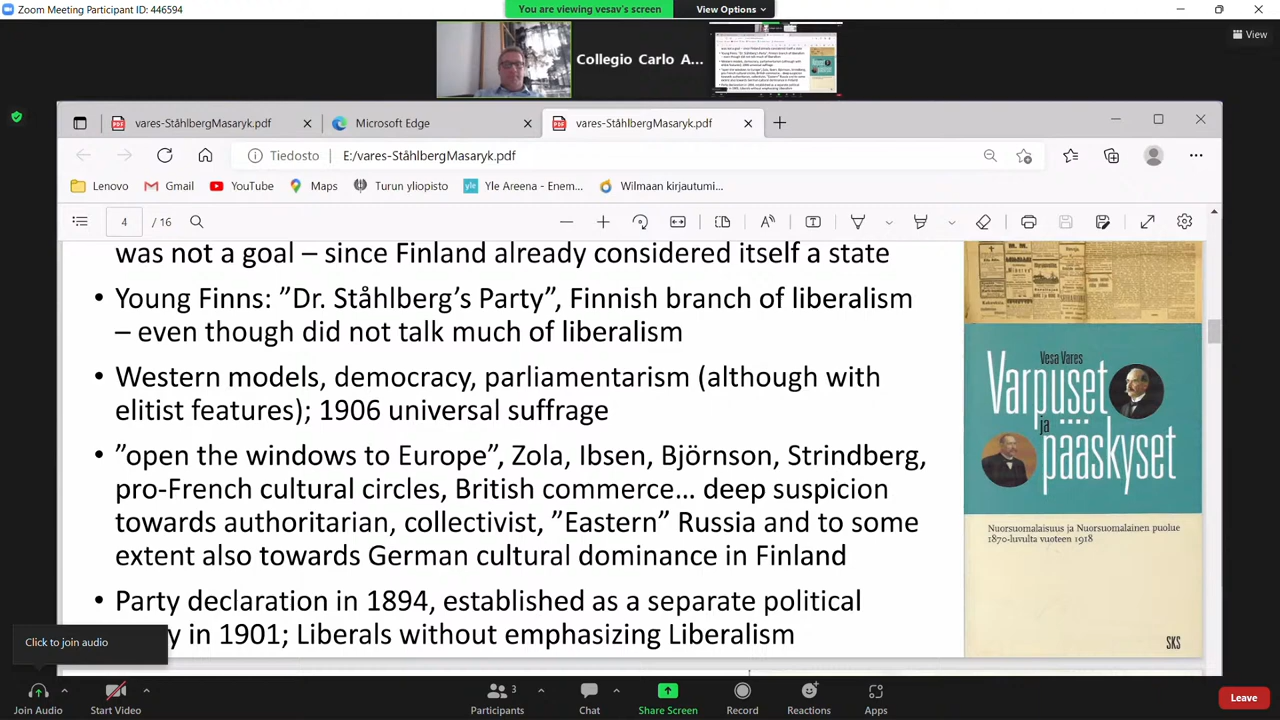 Zoom Meeting Participant ID: 446594
You are viewing vesav's screen
View Options
View
Collegio Carlo A...
vares-StåhlbergMasaryk.pdf
Microsoft Edge
vares-StåhlbergMasaryk.pdf
Tiedosto
E:/vares-StåhlbergMasaryk.pdf
Lenovo
Gmail
YouTube
Maps
Turun yliopisto
Yle Areena - Enem...
Wilmaan kirjautumi...
4 / 16
was not a goal – since Finland already considered itself a state
• Young Finns: ”Dr. Ståhlberg’s Party”, Finnish branch of liberalism
– even though did not talk much of liberalism
• Western models, democracy, parliamentarism (although with
elitist features); 1906 universal suffrage
• ”open the windows to Europe”, Zola, Ibsen, Björnson, Strindberg,
pro-French cultural circles, British commerce... deep suspicion
towards authoritarian, collectivist, ”Eastern” Russia and to some
extent also towards German cultural dominance in Finland
• Party declaration in 1894, established as a separate political
in 1901; Liberals without emphasizing Liberalism
Vesa Vares
Varpuset
ja
pääskyset
Nuorsuomalaisuus ja Nuorsuomalainen puolue
1870-luvulta vuoteen 1918
SKS
Click to join audio
Join Audio
Start Video
Participants
3
Chat
Share Screen
Record
Reactions
Apps
Leave